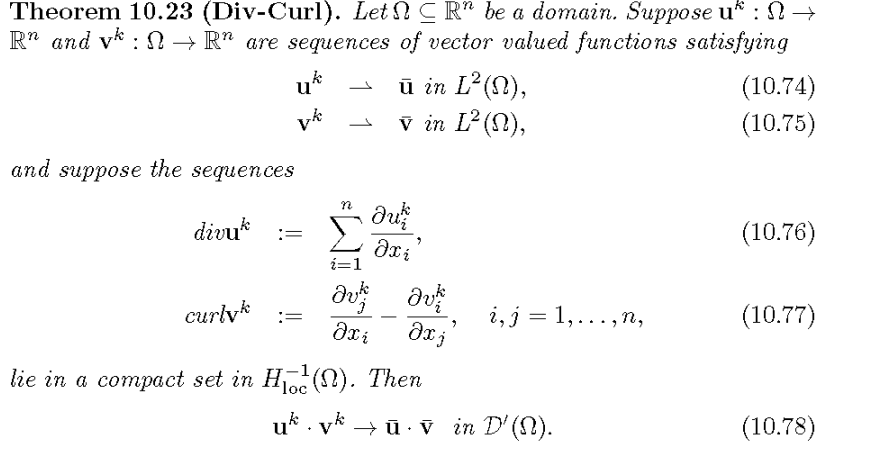 Theorem 10.23 (Div-Curl). Let Ω ⊆ ℝⁿ be a domain. Suppose 𝐮ᵏ : Ω →
ℝⁿ and 𝐯ᵏ : Ω → ℝⁿ are sequences of vector valued functions satisfying
𝐮ᵏ ⇀ 𝐮̄ in L²(Ω), (10.74)
𝐯ᵏ ⇀ 𝐯̄ in L²(Ω), (10.75)
and suppose the sequences
div𝐮ᵏ := ∑ᵢ₌₁ⁿ ∂uᵢᵏ/∂xᵢ, (10.76)
curl𝐯ᵏ := ∂vⱼᵏ/∂xᵢ − ∂vᵢᵏ/∂xⱼ, i, j = 1, . . . , n, (10.77)
lie in a compact set in H⁻¹_loc(Ω). Then
𝐮ᵏ · 𝐯ᵏ → 𝐮̄ · 𝐯̄ in 𝒟′(Ω). (10.78)